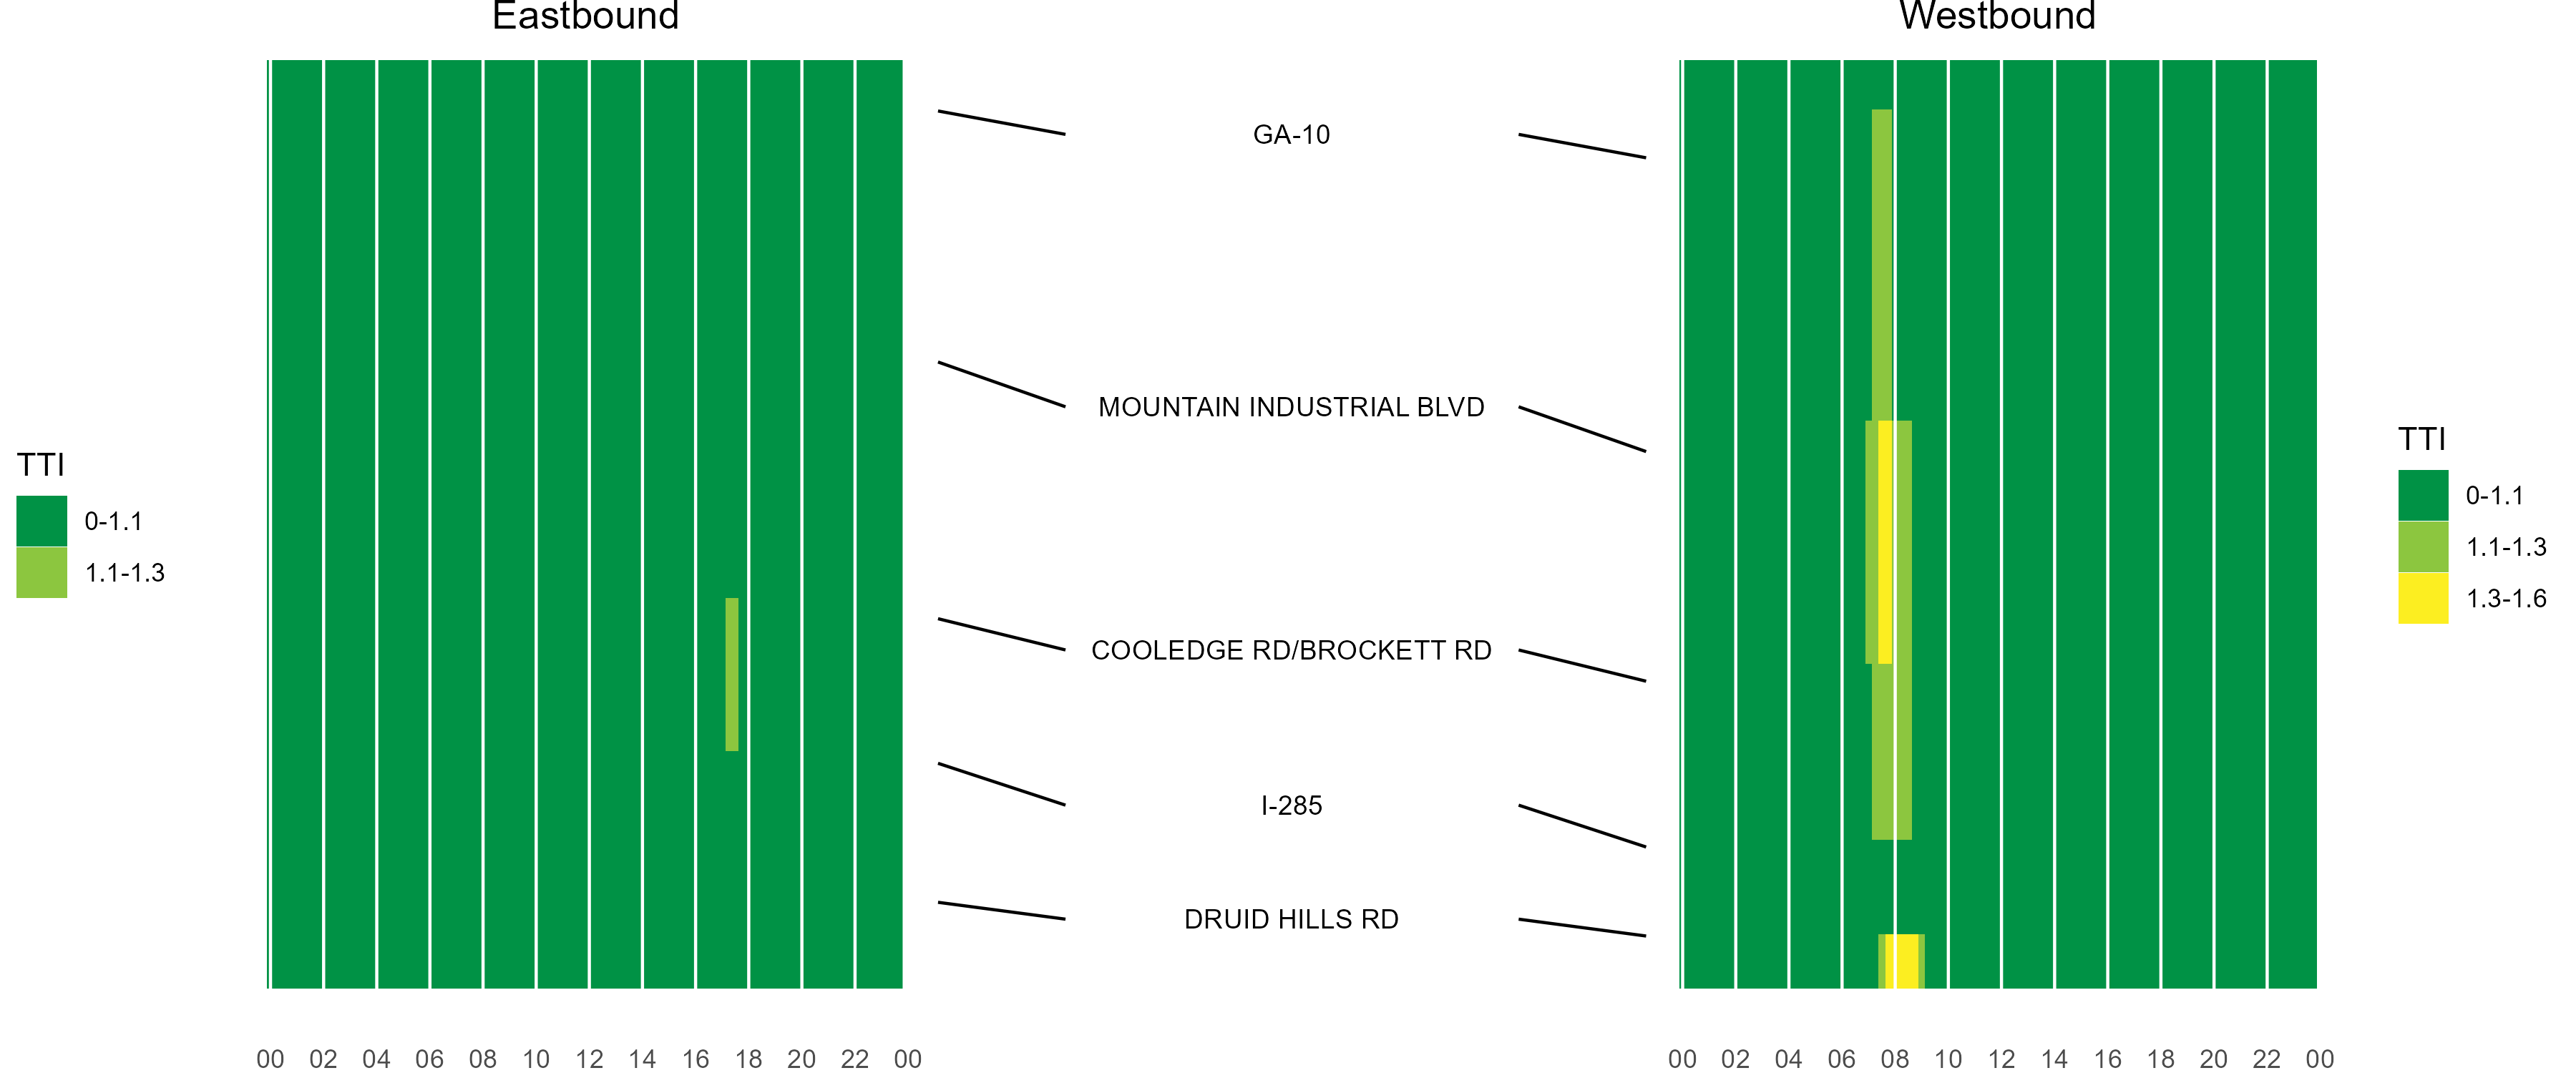 Eastbound
Westbound
GA-10
MOUNTAIN INDUSTRIAL BLVD
COOLEDGE RD/BROCKETT RD
I-285
DRUID HILLS RD
TTI
0-1.1
1.1-1.3
TTI
0-1.1
1.1-1.3
1.3-1.6
00 02 04 06 08 10 12 14 16 18 20 22 00
00 02 04 06 08 10 12 14 16 18 20 22 00